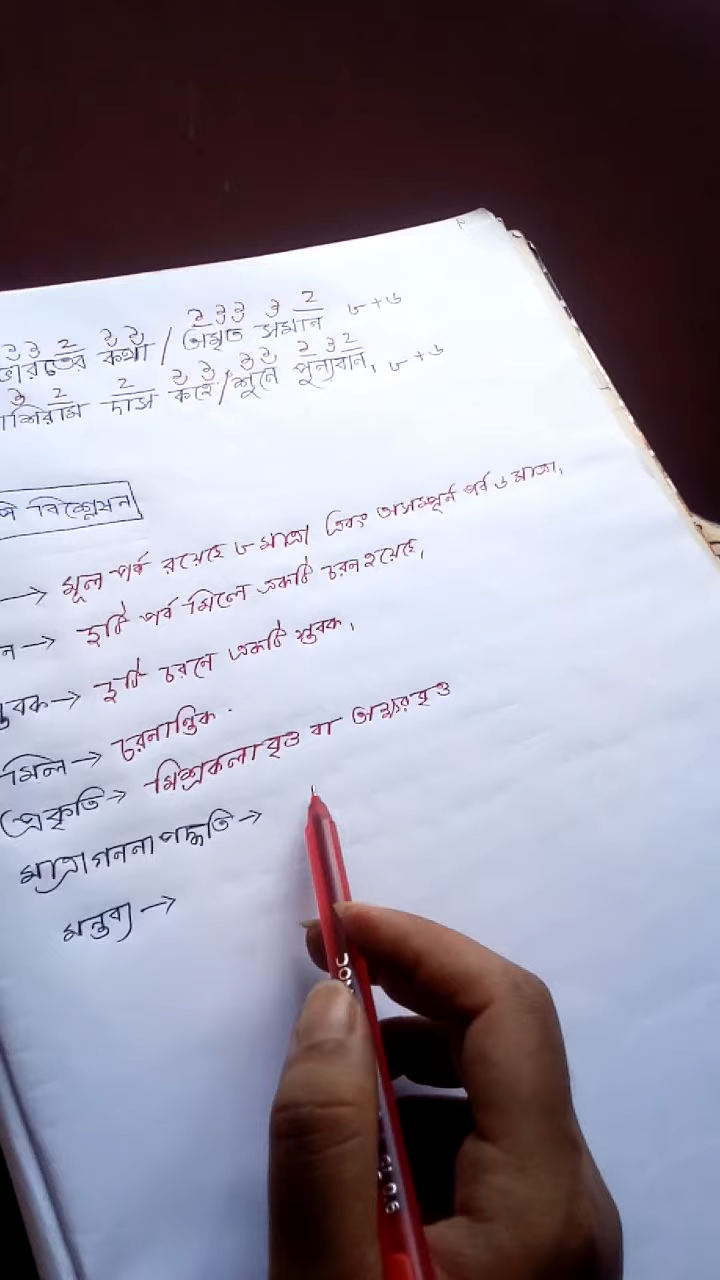 ভারতের কথা / অমৃত সমান ৮+৬
শিরাম দাস কহে / শুনে পুন্যবান, ৮+৬
বিশ্লেষন
→ মূল পর্ব রয়েছে ৮ মাত্রা এবং অসম্পূর্ন পর্ব ৬ মাত্রা,
ন → দুটি পর্ব মিলে একটি চরন হয়েছে,
বক → দুটি চরনে একটি স্তবক,
মিল → চরনান্তিক.
প্রকৃতি → মিশ্রকলাবৃত্ত বা অক্ষরবৃত্ত
মাত্রা গননা পদ্ধতি →
মন্তব্য →